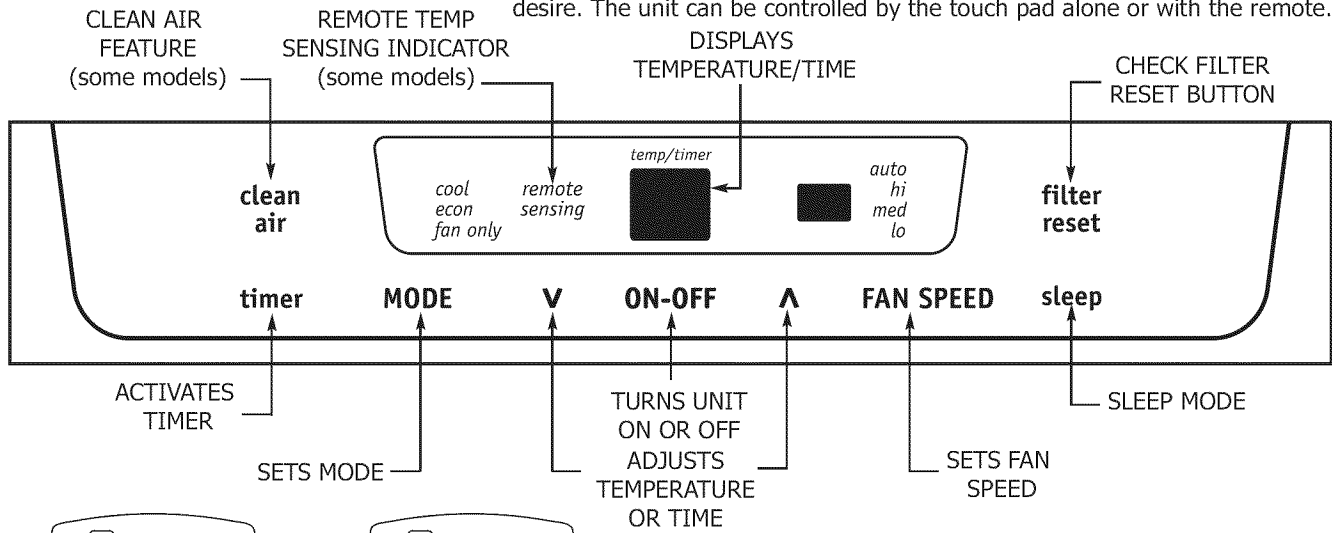 desire. The unit can be controlled by the touch pad alone or with the remote.
CLEAN AIR
FEATURE
(some models)
REMOTE TEMP
SENSING INDICATOR
(some models)
DISPLAYS
TEMPERATURE/TIME
CHECK FILTER
RESET BUTTON
clean
air
cool
econ
fan only
remote
sensing
temp/timer
auto
hi
med
lo
filter
reset
timer
MODE
V
ON-OFF
Λ
FAN SPEED
sleep
ACTIVATES
TIMER
SETS MODE
TURNS UNIT
ON OR OFF
ADJUSTS
TEMPERATURE
OR TIME
SETS FAN
SPEED
SLEEP MODE